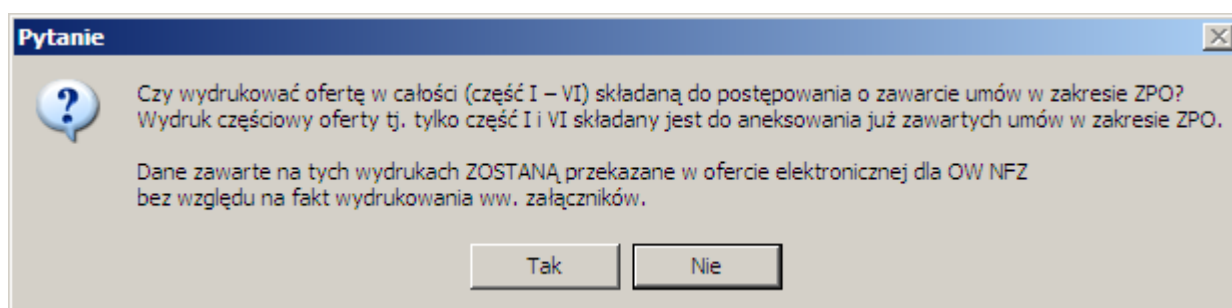 Pytanie
Czy wydrukować ofertę w całości (część I – VI) składaną do postępowania o zawarcie umów w zakresie ZPO?
Wydruk częściowy oferty tj. tylko część I i VI składany jest do aneksowania już zawartych umów w zakresie ZPO.
Dane zawarte na tych wydrukach ZOSTANĄ przekazane w ofercie elektronicznej dla OW NFZ
bez względu na fakt wydrukowania ww. załączników.
Tak
Nie